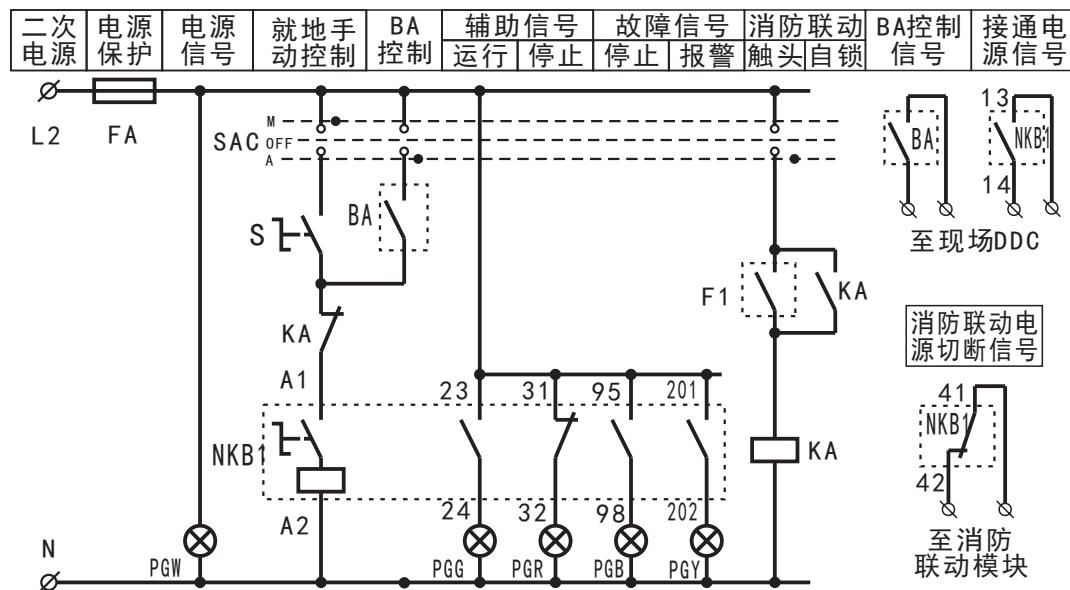 二次
电源
电源
保护
电源
信号
就地手
动控制
BA
控制
辅助信号
运行
停止
故障信号
停止
报警
消防联动
触头
自锁
BA控制
信号
接通电
源信号
L2
FA
SAC
M
OFF
A
S
BA
KA
A1
NKB1
A2
23
24
31
32
95
98
201
202
F1
KA
KA
BA
13
NKB1
14
至现场DDC
消防联动电
源切断信号
41
NKB1
42
至消防
联动模块
N
PGW
PGG
PGR
PGB
PGY